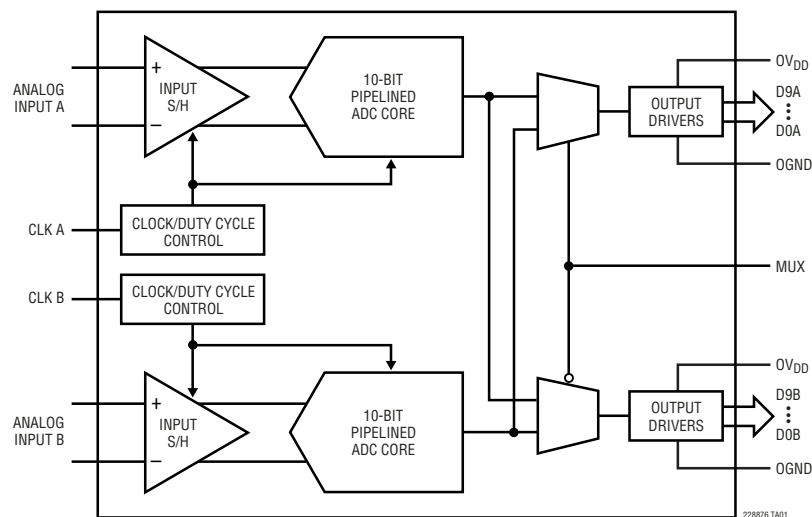 ANALOG
INPUT A
+
−
INPUT
S/H
10-BIT
PIPELINED
ADC CORE
OUTPUT
DRIVERS
OVDD
D9A
D0A
OGND
CLK A
CLOCK/DUTY CYCLE
CONTROL
MUX
CLK B
CLOCK/DUTY CYCLE
CONTROL
ANALOG
INPUT B
+
−
INPUT
S/H
10-BIT
PIPELINED
ADC CORE
OUTPUT
DRIVERS
OVDD
D9B
D0B
OGND
228876 TA01